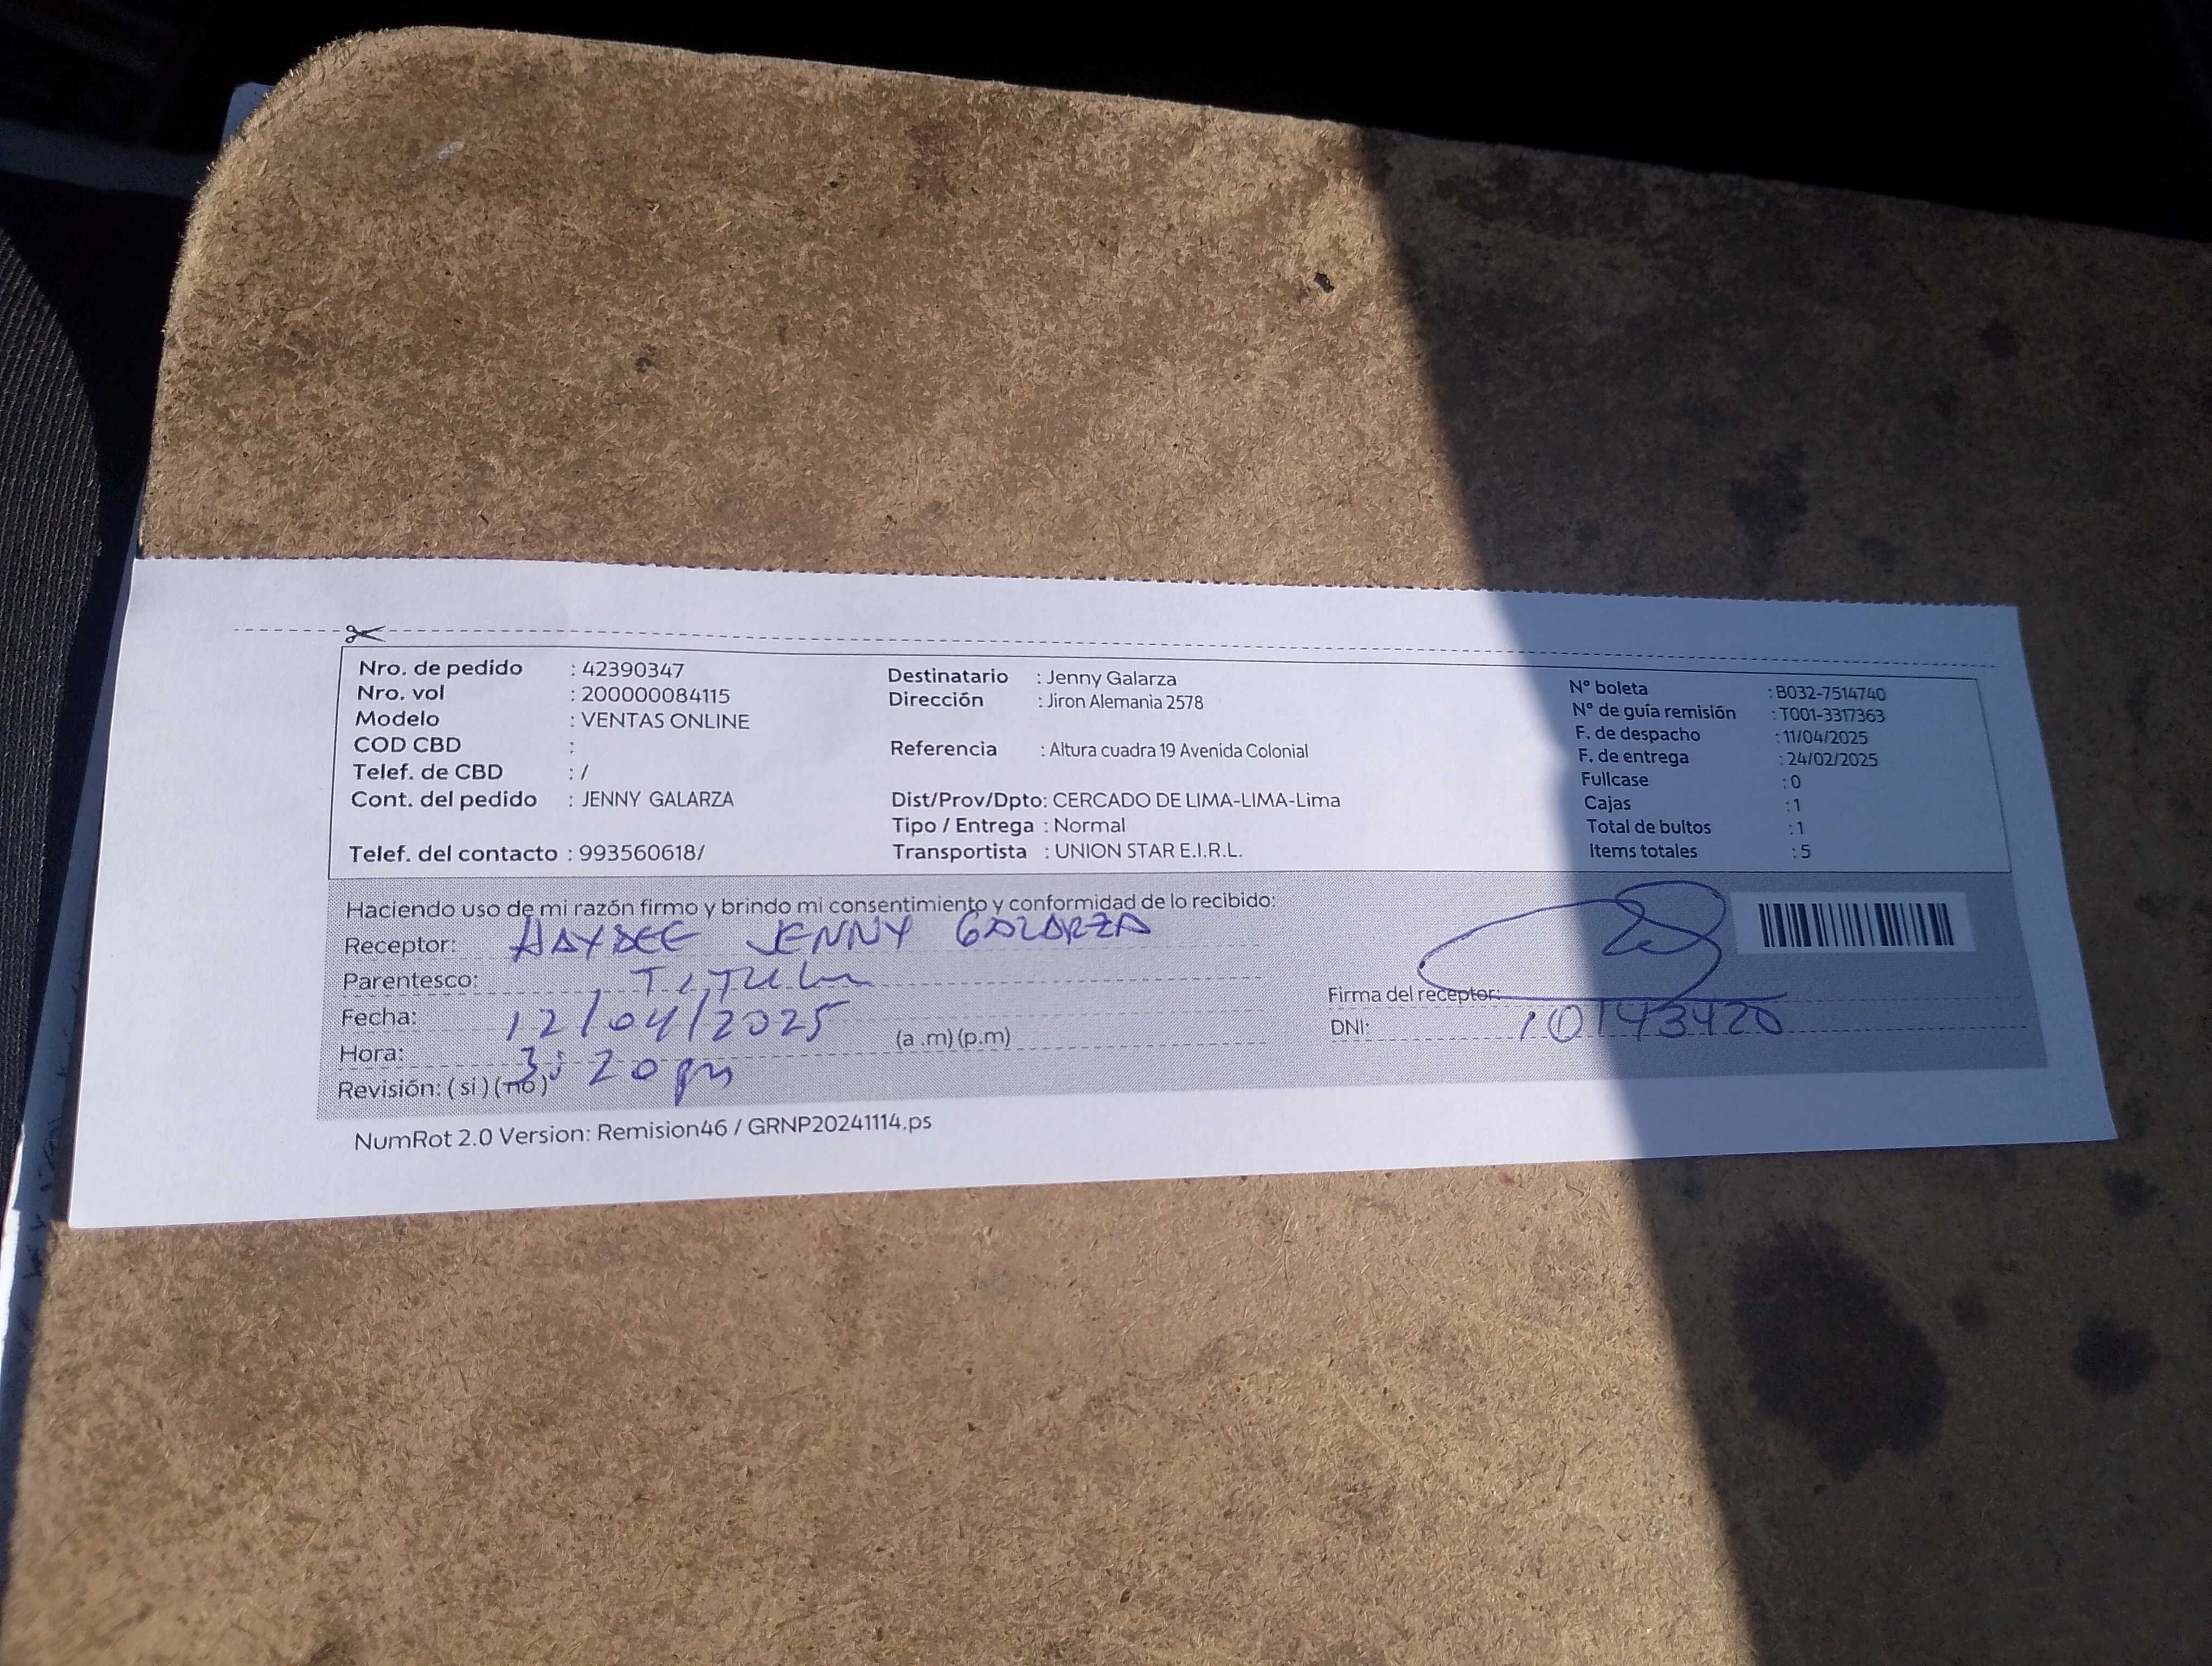 Nro. de pedido : 42390347
Nro. vol : 200000084115
Modelo : VENTAS ONLINE
COD CBD :
Telef. de CBD : /
Cont. del pedido : JENNY GALARZA
Telef. del contacto : 993560618/
Destinatario : Jenny Galarza
Dirección : Jiron Alemania 2578
Referencia : Altura cuadra 19 Avenida Colonial
Dist/Prov/Dpto: CERCADO DE LIMA-LIMA-Lima
Tipo / Entrega : Normal
Transportista : UNION STAR E.I.R.L.
N° boleta : B032-7514740
N° de guía remisión : T001-3317363
F. de despacho : 11/04/2025
F. de entrega : 24/02/2025
Fullcase : 0
Cajas : 1
Total de bultos : 1
Items totales : 5
Haciendo uso de mi razón firmo y brindo mi consentimiento y conformidad de lo recibido:
Receptor: HAYDEE JENNY GALARZA
Parentesco:
Fecha: 12/04/2025
Hora: 3:20 pm (a .m) (p.m)
Revisión: ( si ) ( no )
Firma del receptor:
DNI: 10143420
NumRot 2.0 Version: Remision46 / GRNP20241114.ps